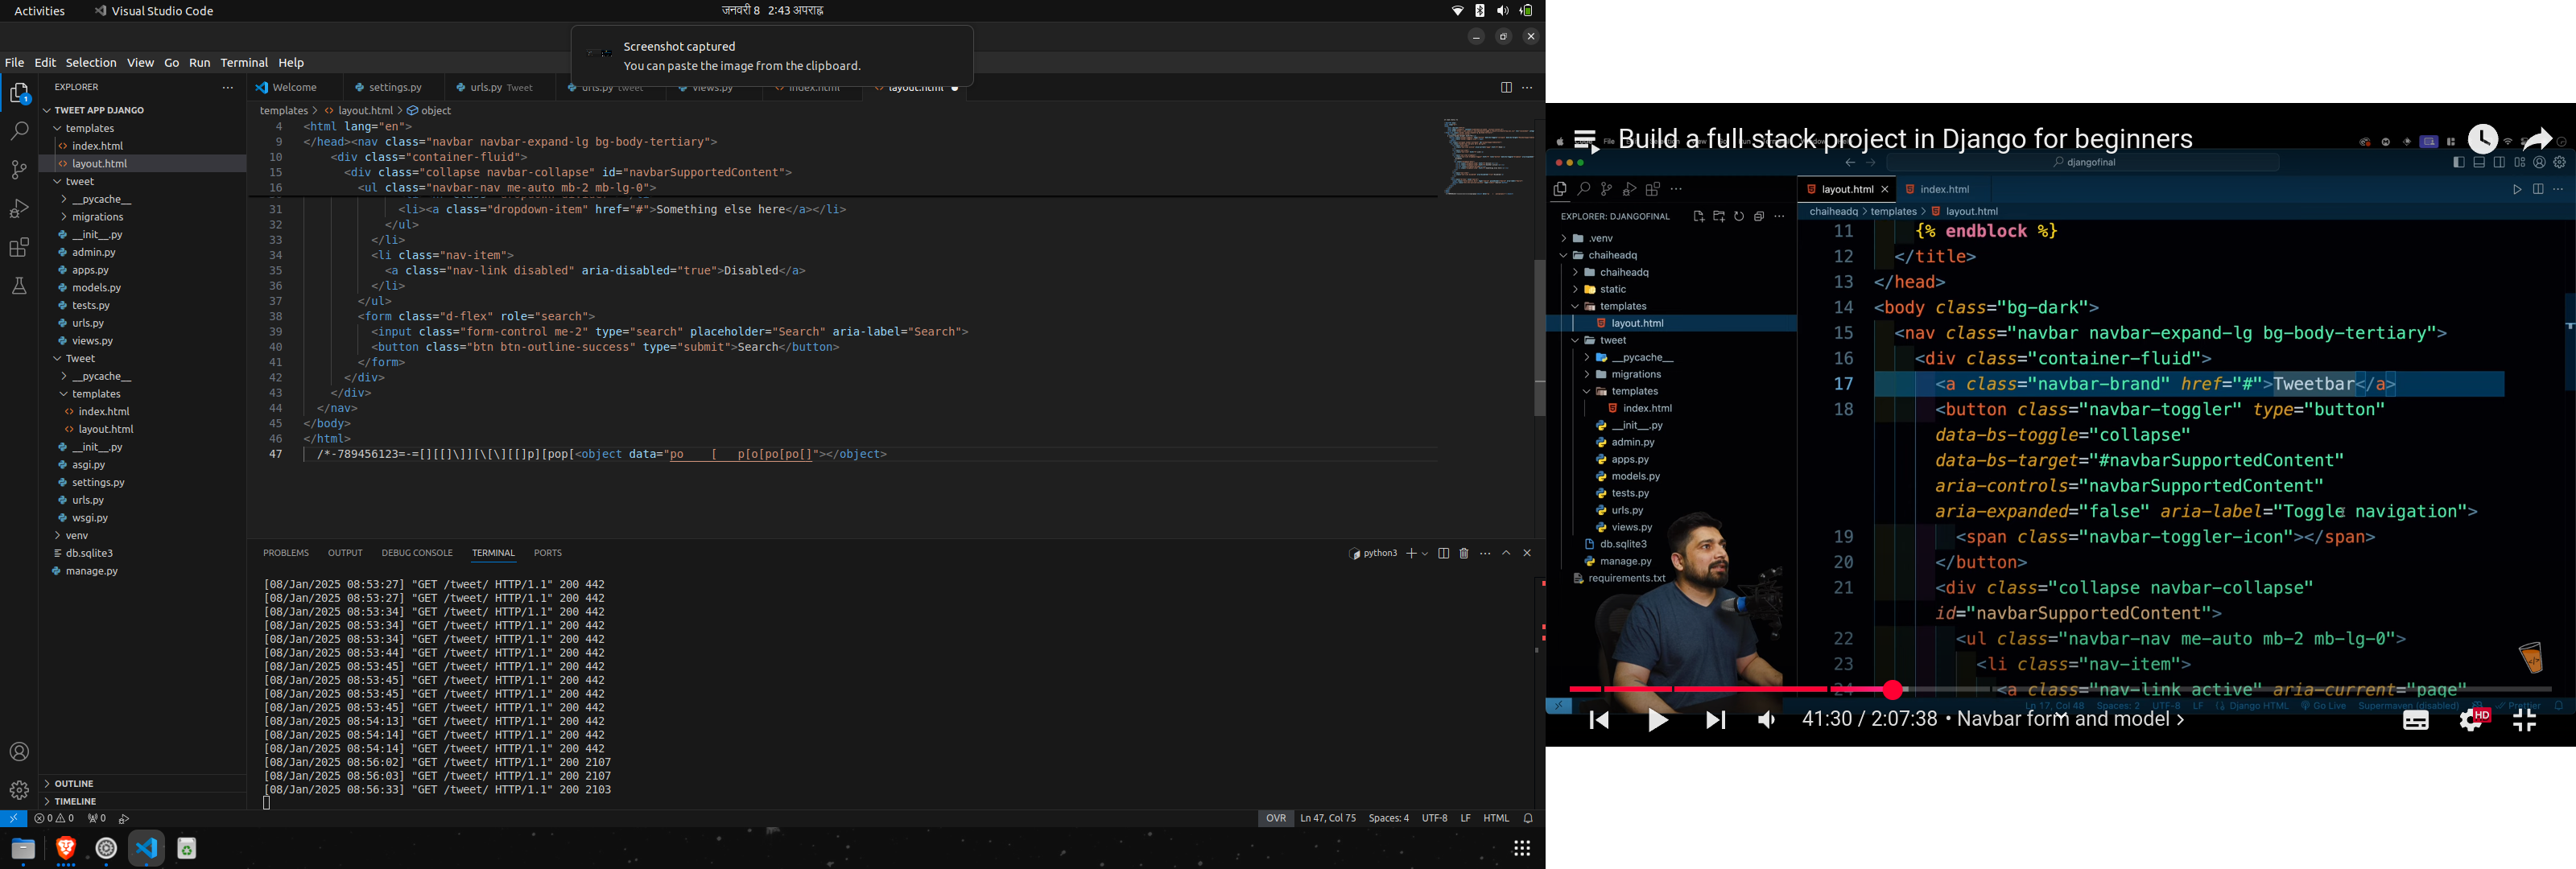 Activities
Visual Studio Code
जनवरी 8 2:43 अपराह्न
Screenshot captured
You can paste the image from the clipboard.
File Edit Selection View Go Run Terminal Help
EXPLORER
Welcome
settings.py
urls.py Tweet
urls.py tweet
views.py
index.html
layout.html
templates > layout.html > object
TWEET APP DJANGO
templates
index.html
layout.html
tweet
__pycache__
migrations
__init__.py
admin.py
apps.py
models.py
tests.py
urls.py
views.py
Tweet
__pycache__
templates
index.html
layout.html
__init__.py
asgi.py
settings.py
urls.py
wsgi.py
venv
db.sqlite3
manage.py
OUTLINE
TIMELINE
4 <html lang="en">
9 </head><nav class="navbar navbar-expand-lg bg-body-tertiary">
10 <div class="container-fluid">
15 <div class="collapse navbar-collapse" id="navbarSupportedContent">
16 <ul class="navbar-nav me-auto mb-2 mb-lg-0">
31 <li><a class="dropdown-item" href="#">Something else here</a></li>
32 </ul>
33 </li>
34 <li class="nav-item">
35 <a class="nav-link disabled" aria-disabled="true">Disabled</a>
36 </li>
37 </ul>
38 <form class="d-flex" role="search">
39 <input class="form-control me-2" type="search" placeholder="Search" aria-label="Search">
40 <button class="btn btn-outline-success" type="submit">Search</button>
41 </form>
42 </div>
43 </div>
44 </nav>
45 </body>
46 </html>
47 /*-789456123=-=[][[]\]][\[\][[]p][pop[<object data="po    [   p[o[po[po[]"></object>
PROBLEMS OUTPUT DEBUG CONSOLE TERMINAL PORTS
python3
[08/Jan/2025 08:53:27] "GET /tweet/ HTTP/1.1" 200 442
[08/Jan/2025 08:53:27] "GET /tweet/ HTTP/1.1" 200 442
[08/Jan/2025 08:53:34] "GET /tweet/ HTTP/1.1" 200 442
[08/Jan/2025 08:53:34] "GET /tweet/ HTTP/1.1" 200 442
[08/Jan/2025 08:53:34] "GET /tweet/ HTTP/1.1" 200 442
[08/Jan/2025 08:53:44] "GET /tweet/ HTTP/1.1" 200 442
[08/Jan/2025 08:53:45] "GET /tweet/ HTTP/1.1" 200 442
[08/Jan/2025 08:53:45] "GET /tweet/ HTTP/1.1" 200 442
[08/Jan/2025 08:53:45] "GET /tweet/ HTTP/1.1" 200 442
[08/Jan/2025 08:53:45] "GET /tweet/ HTTP/1.1" 200 442
[08/Jan/2025 08:54:13] "GET /tweet/ HTTP/1.1" 200 442
[08/Jan/2025 08:54:14] "GET /tweet/ HTTP/1.1" 200 442
[08/Jan/2025 08:54:14] "GET /tweet/ HTTP/1.1" 200 442
[08/Jan/2025 08:56:02] "GET /tweet/ HTTP/1.1" 200 2107
[08/Jan/2025 08:56:03] "GET /tweet/ HTTP/1.1" 200 2107
[08/Jan/2025 08:56:33] "GET /tweet/ HTTP/1.1" 200 2103
0 0 0
OVR Ln 47, Col 75 Spaces: 4 UTF-8 LF HTML
Build a full stack project in Django for beginners
djangofinal
layout.html
index.html
EXPLORER: DJANGOFINAL
chaiheadq > templates > layout.html
.venv
chaiheadq
chaiheadq
static
templates
layout.html
tweet
__pycache__
migrations
templates
index.html
__init__.py
admin.py
apps.py
models.py
tests.py
urls.py
views.py
db.sqlite3
manage.py
requirements.txt
11 {% endblock %}
12 </title>
13 </head>
14 <body class="bg-dark">
15 <nav class="navbar navbar-expand-lg bg-body-tertiary">
16 <div class="container-fluid">
17 <a class="navbar-brand" href="#">Tweetbar</a>
18 <button class="navbar-toggler" type="button"
data-bs-toggle="collapse"
data-bs-target="#navbarSupportedContent"
aria-controls="navbarSupportedContent"
aria-expanded="false" aria-label="Toggle navigation">
19 <span class="navbar-toggler-icon"></span>
20 </button>
21 <div class="collapse navbar-collapse"
id="navbarSupportedContent">
22 <ul class="navbar-nav me-auto mb-2 mb-lg-0">
23 <li class="nav-item">
24 <a class="nav-link active" aria-current="page"
Ln 17, Col 48 Spaces: 2 UTF-8 LF Django HTML Go Live Supermaven (disabled) Prettier
41:30 / 2:07:38 • Navbar form and model >
HD